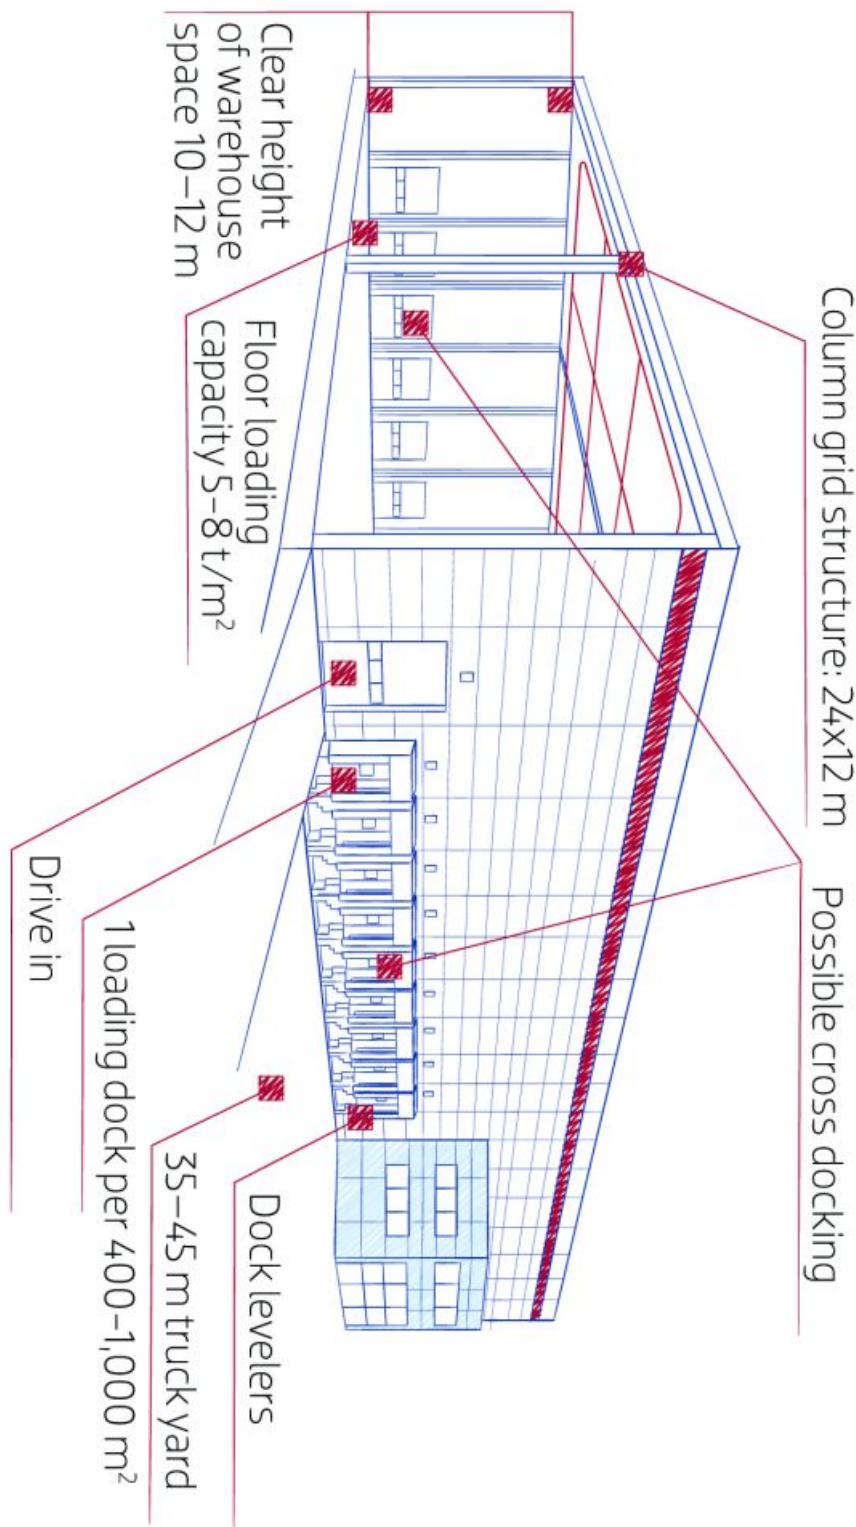 Column grid structure: 24x12 m
Possible cross docking
Clear height
of warehouse
space 10–12 m
Floor loading
capacity 5–8 t/m²
Drive in
1 loading dock per 400–1,000 m²
35–45 m truck yard
Dock levelers